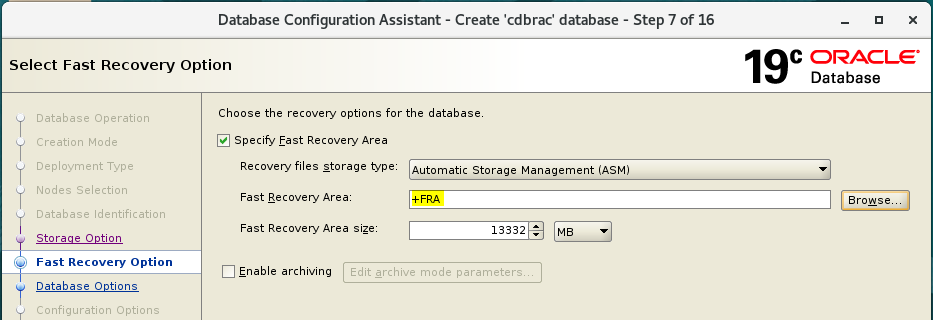 Database Configuration Assistant - Create 'cdbrac' database - Step 7 of 16
Select Fast Recovery Option
19c ORACLE
Database
Database Operation
Creation Mode
Deployment Type
Nodes Selection
Database Identification
Storage Option
Fast Recovery Option
Database Options
Configuration Options
Choose the recovery options for the database.
Specify Fast Recovery Area
Recovery files storage type: Automatic Storage Management (ASM)
Fast Recovery Area: +FRA Browse...
Fast Recovery Area size: 13332 MB
Enable archiving Edit archive mode parameters...